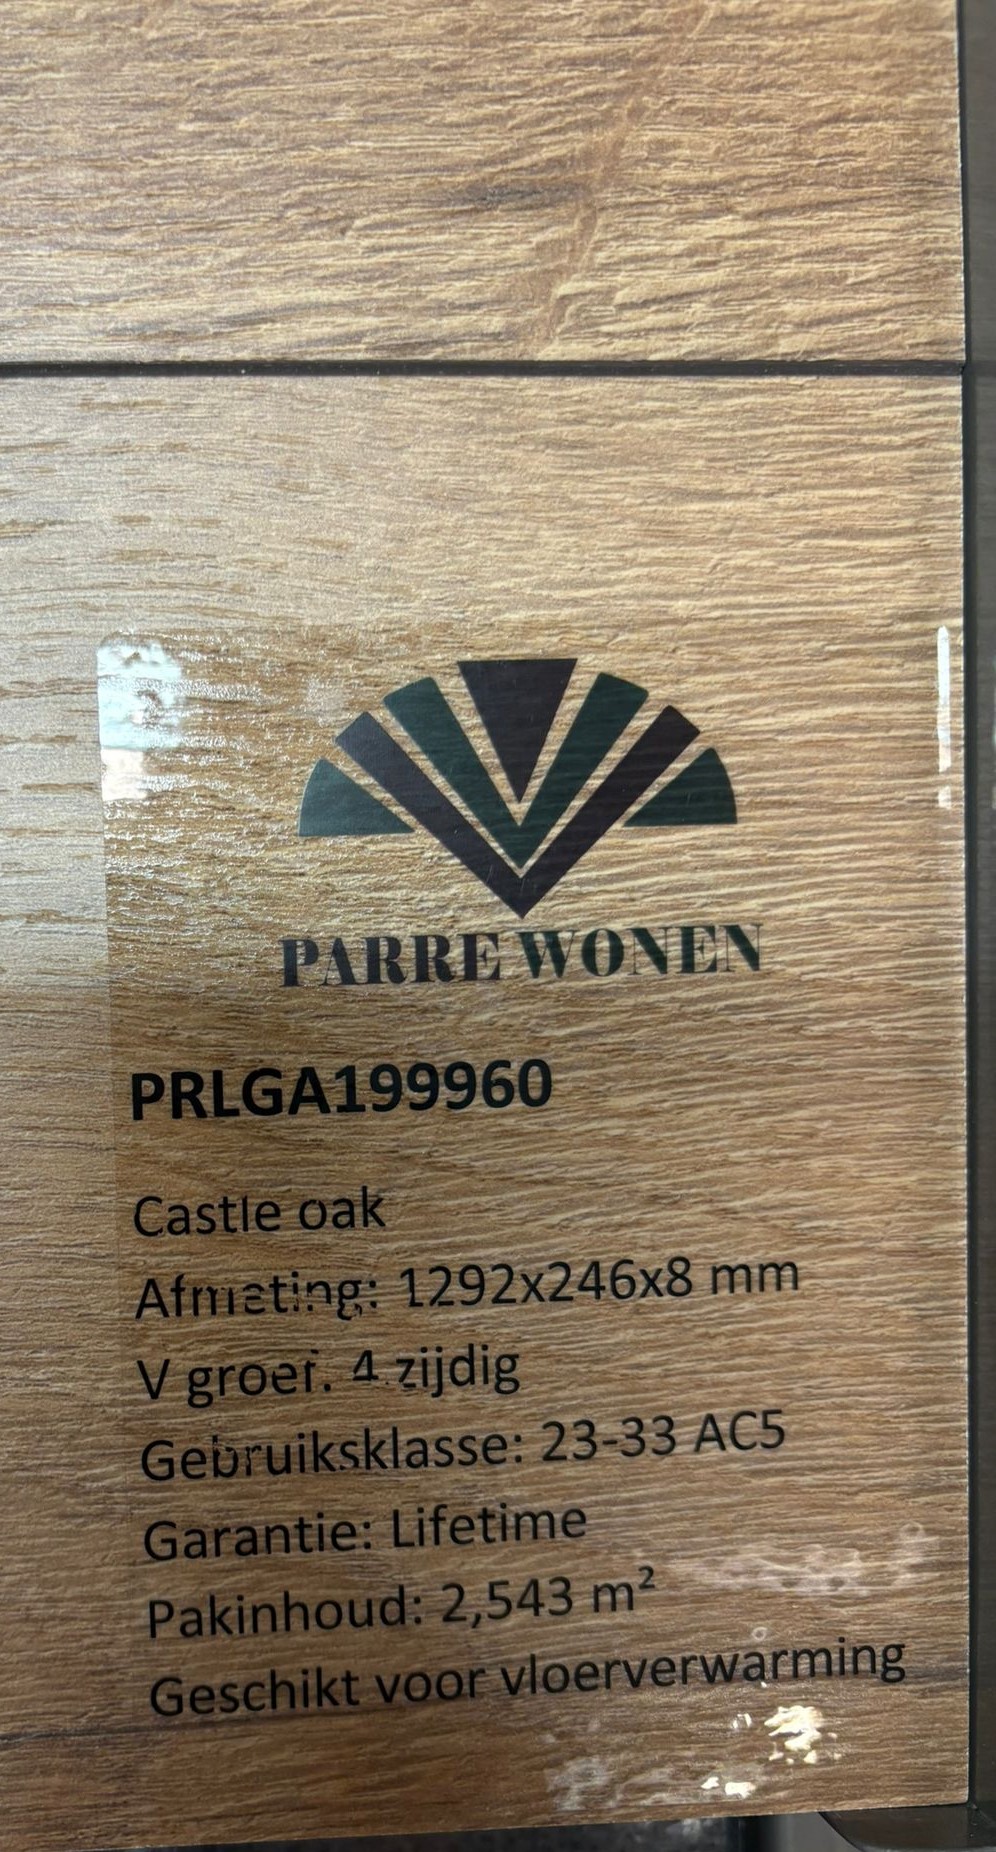 PARRE WONEN
PRLGA199960
Castle oak
Afmeting: 1292x246x8 mm
V groef: 4 zijdig
Gebruiksklasse: 23-33 AC5
Garantie: Lifetime
Pakinhoud: 2,543 m²
Geschikt voor vloerverwarming